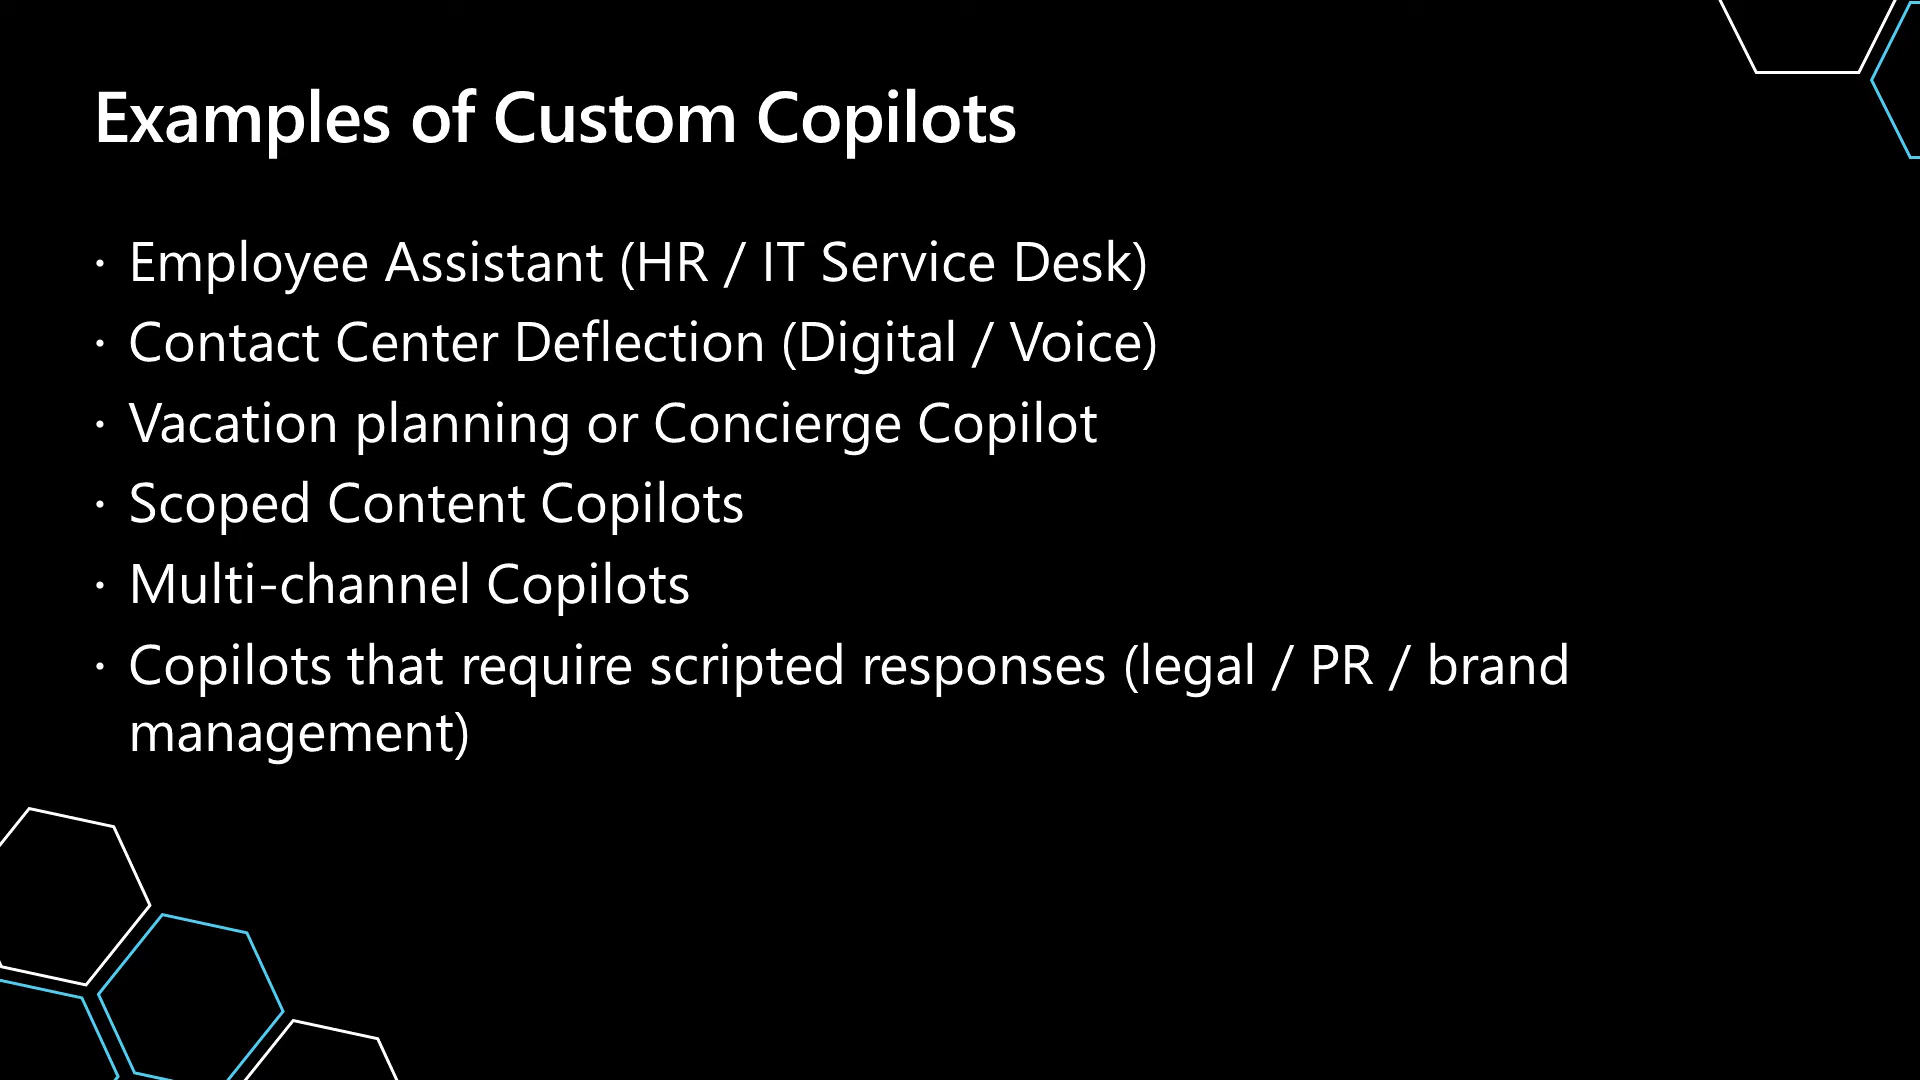 Examples of Custom Copilots
· Employee Assistant (HR / IT Service Desk)
· Contact Center Deflection (Digital / Voice)
· Vacation planning or Concierge Copilot
· Scoped Content Copilots
· Multi-channel Copilots
· Copilots that require scripted responses (legal / PR / brand
management)